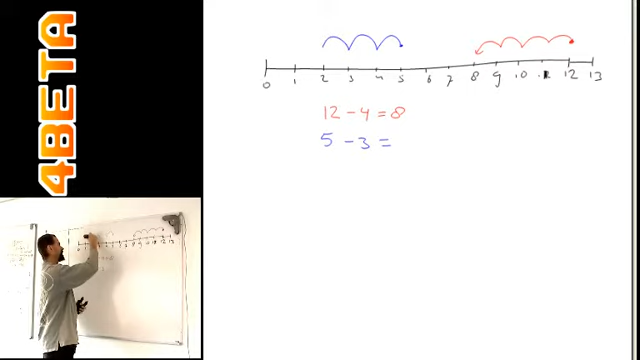 4BETA
0 1 2 3 4 5 6 7 8 9 10 11 12 13
12 - 4 = 8
5 - 3 =